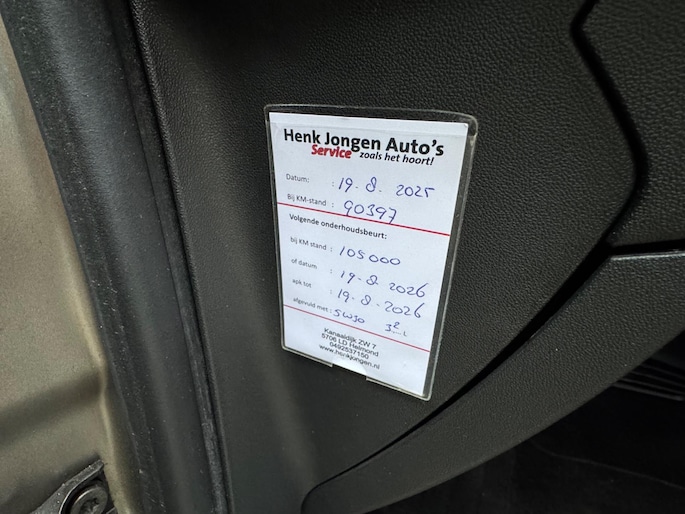 Henk Jongen Auto's
Service zoals het hoort!
Datum: : 19-8-2025
Bij KM-stand : 90397
Volgende onderhoudsbeurt:
bij KM stand : 105000
of datum : 19-8-2026
apk tot : 19-8-2026
afgevuld met : 5W30
Kanaaldijk ZW 7
5706 LD Helmond
0492537150
www.henkjongen.nl